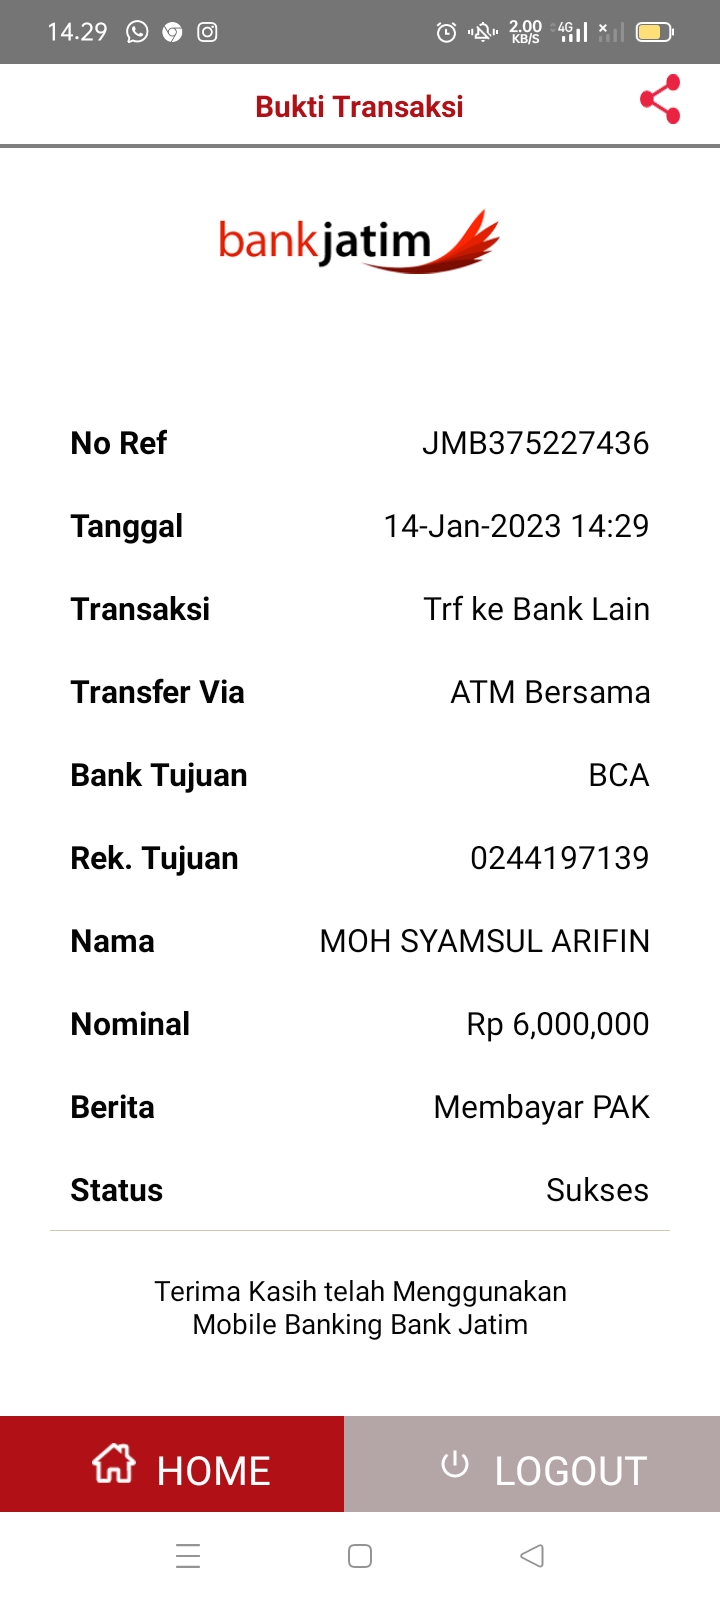 14.29 2.00 KB/S 4G
Bukti Transaksi
bankjatim
No Ref JMB375227436
Tanggal 14-Jan-2023 14:29
Transaksi Trf ke Bank Lain
Transfer Via ATM Bersama
Bank Tujuan BCA
Rek. Tujuan 0244197139
Nama MOH SYAMSUL ARIFIN
Nominal Rp 6,000,000
Berita Membayar PAK
Status Sukses
Terima Kasih telah Menggunakan
Mobile Banking Bank Jatim
HOME LOGOUT